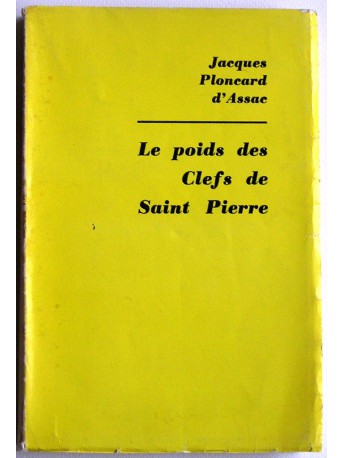 Jacques
Ploncard
d'Assac
Le poids des
Clefs de
Saint Pierre